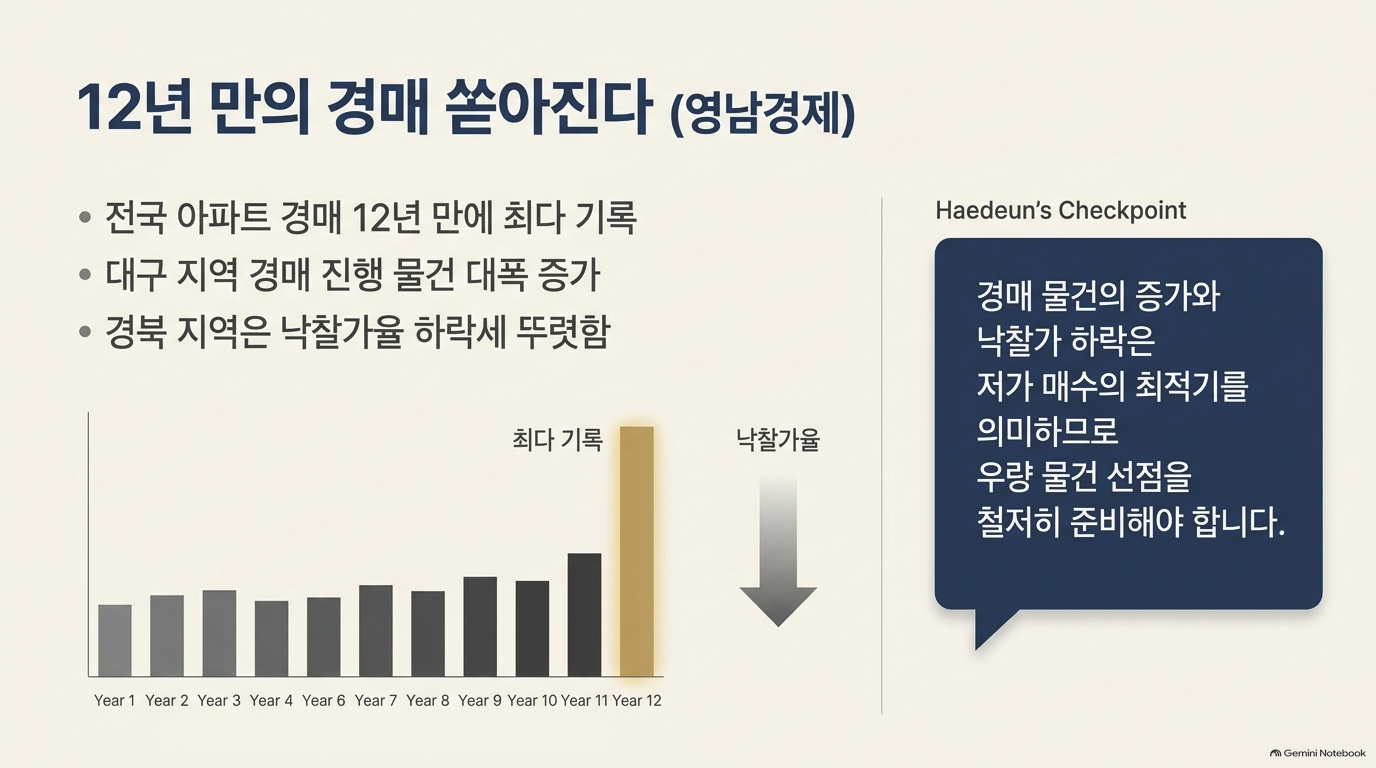 12년 만의 경매 쏟아진다 (영남경제)
• 전국 아파트 경매 12년 만에 최다 기록
• 대구 지역 경매 진행 물건 대폭 증가
• 경북 지역은 낙찰가율 하락세 뚜렷함
최다 기록
낙찰가율
Year 1 Year 2 Year 3 Year 4 Year 6 Year 7 Year 8 Year 9 Year 10 Year 11 Year 12
Haedeun's Checkpoint
경매 물건의 증가와
낙찰가 하락은
저가 매수의 최적기를
의미하므로
우량 물건 선점을
철저히 준비해야 합니다.
Gemini Notebook